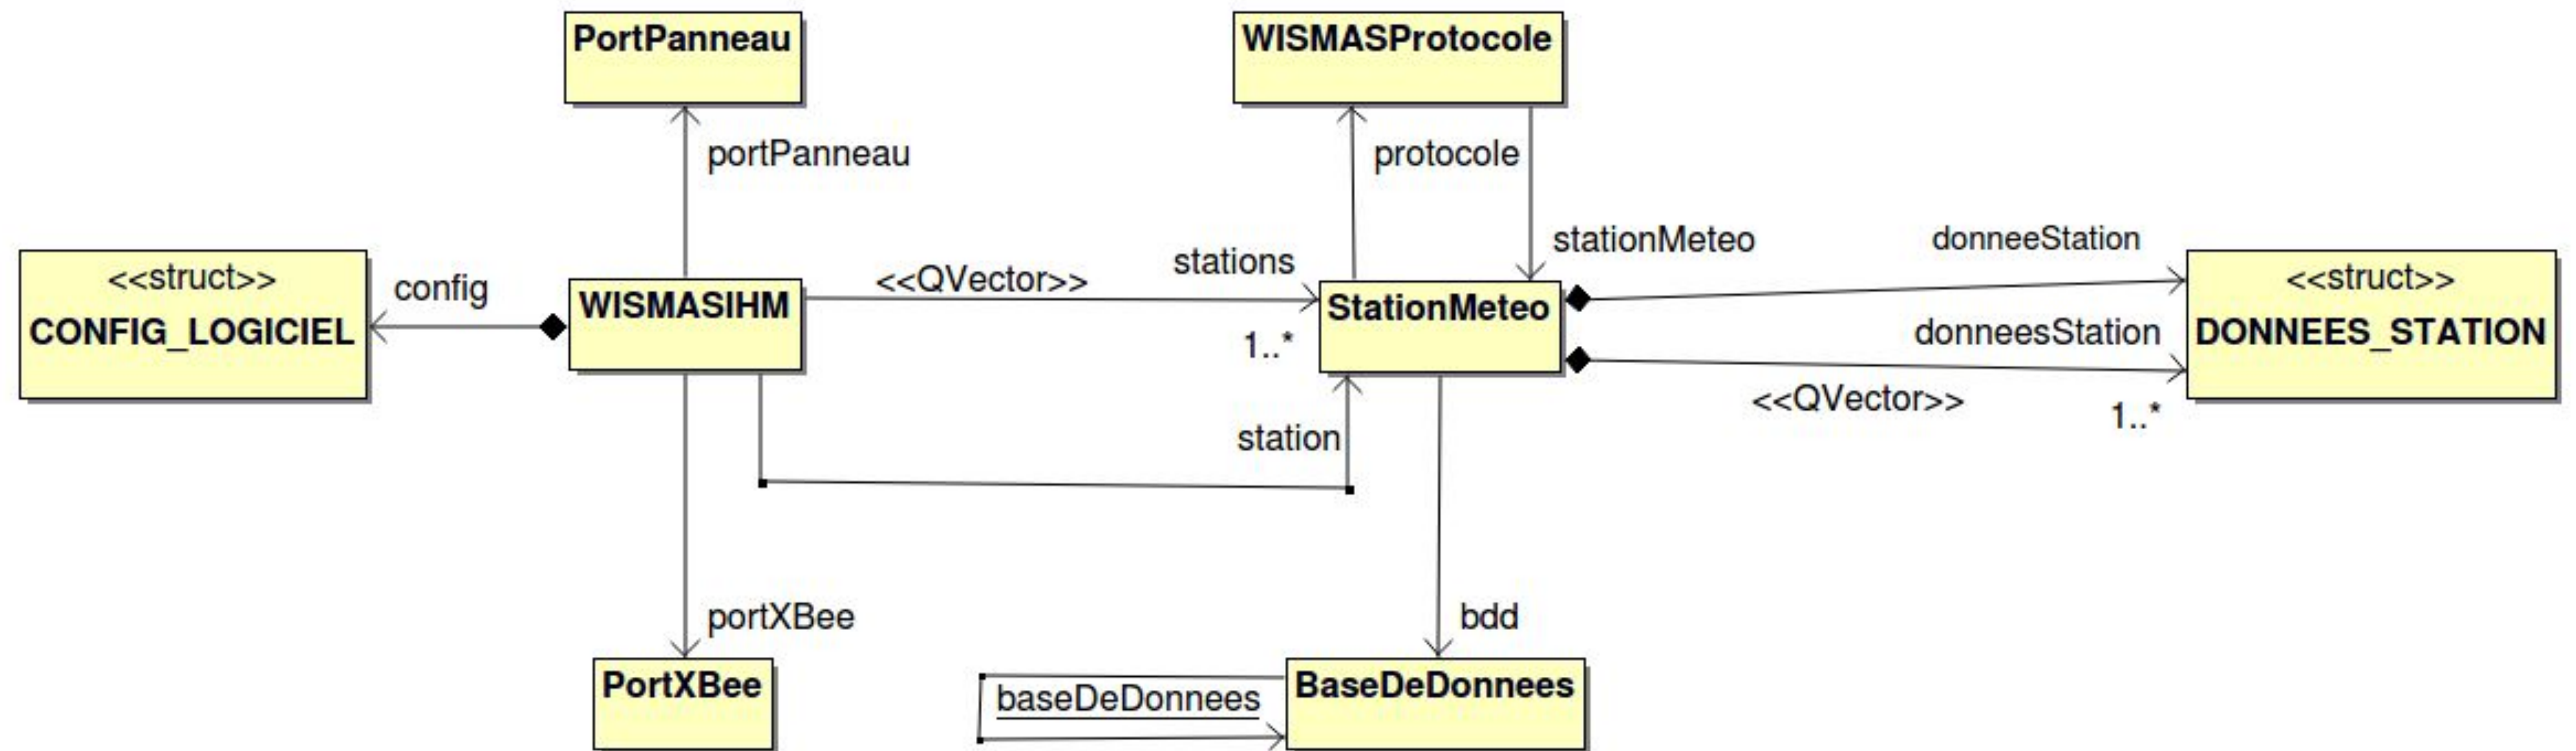 PortPanneau
WISMASProtocole
portPanneau
protocole
<<struct>>
CONFIG_LOGICIEL
config
WISMASIHM
<<QVector>>
stations
1..*
StationMeteo
stationMeteo
donneeStation
donneesStation
<<QVector>>
1..*
<<struct>>
DONNEES_STATION
station
portXBee
bdd
PortXBee
baseDeDonnees
BaseDeDonnees